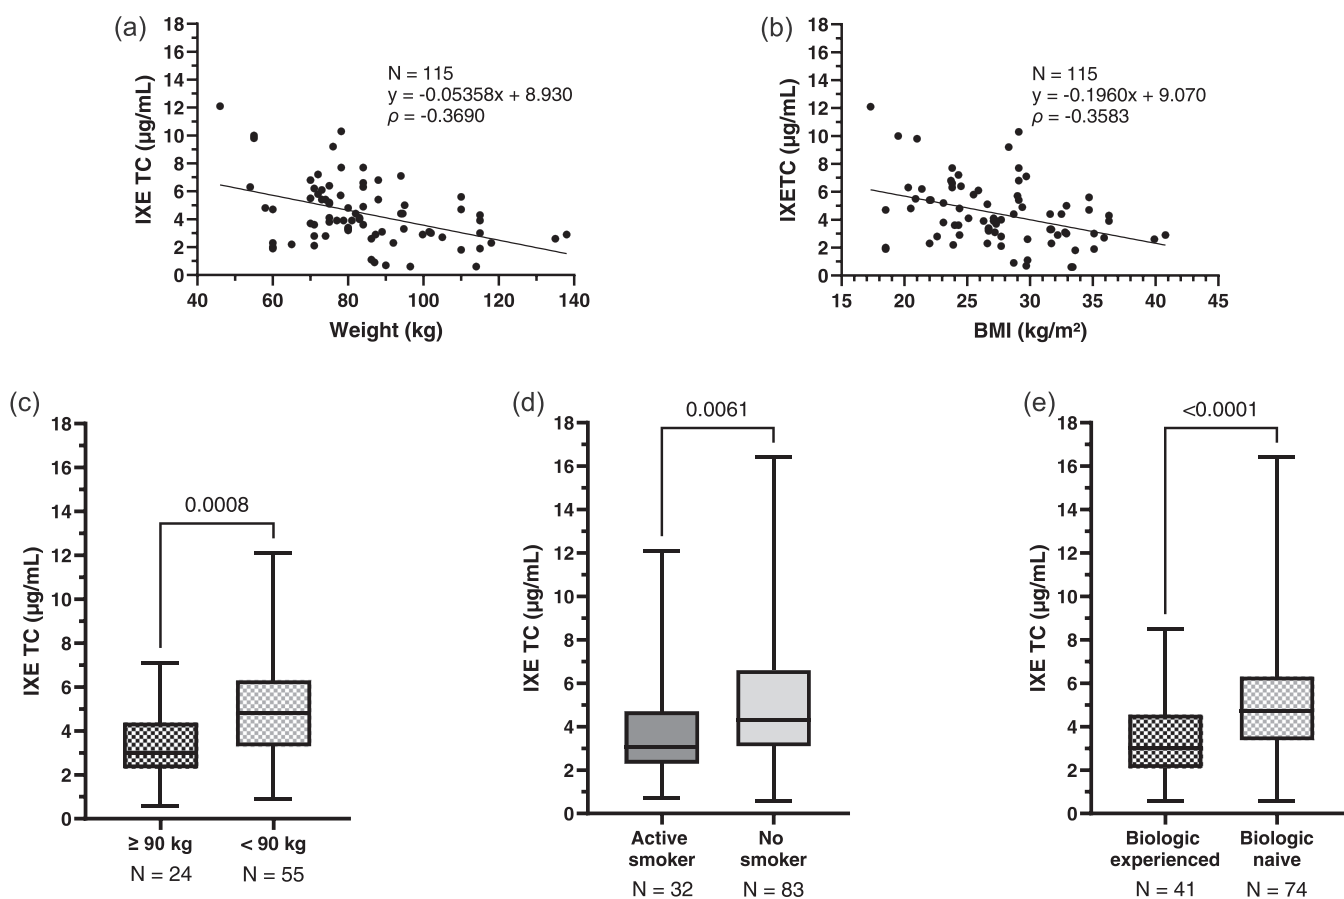 (a)
18
16
14
12
10
8
6
4
2
0
IXE TC (μg/mL)
N = 115
y = -0.05358x + 8.930
ρ = -0.3690
40 60 80 100 120 140
Weight (kg)
(b)
18
16
14
12
10
8
6
4
2
0
IXETC (μg/mL)
N = 115
y = -0.1960x + 9.070
ρ = -0.3583
15 20 25 30 35 40 45
BMI (kg/m²)
(c)
18
16
14
12
10
8
6
4
2
0
IXE TC (μg/mL)
0.0008
≥ 90 kg < 90 kg
N = 24 N = 55
(d)
18
16
14
12
10
8
6
4
2
0
IXE TC (μg/mL)
0.0061
Active No
smoker smoker
N = 32 N = 83
(e)
18
16
14
12
10
8
6
4
2
0
IXE TC (μg/mL)
<0.0001
Biologic Biologic
experienced naive
N = 41 N = 74